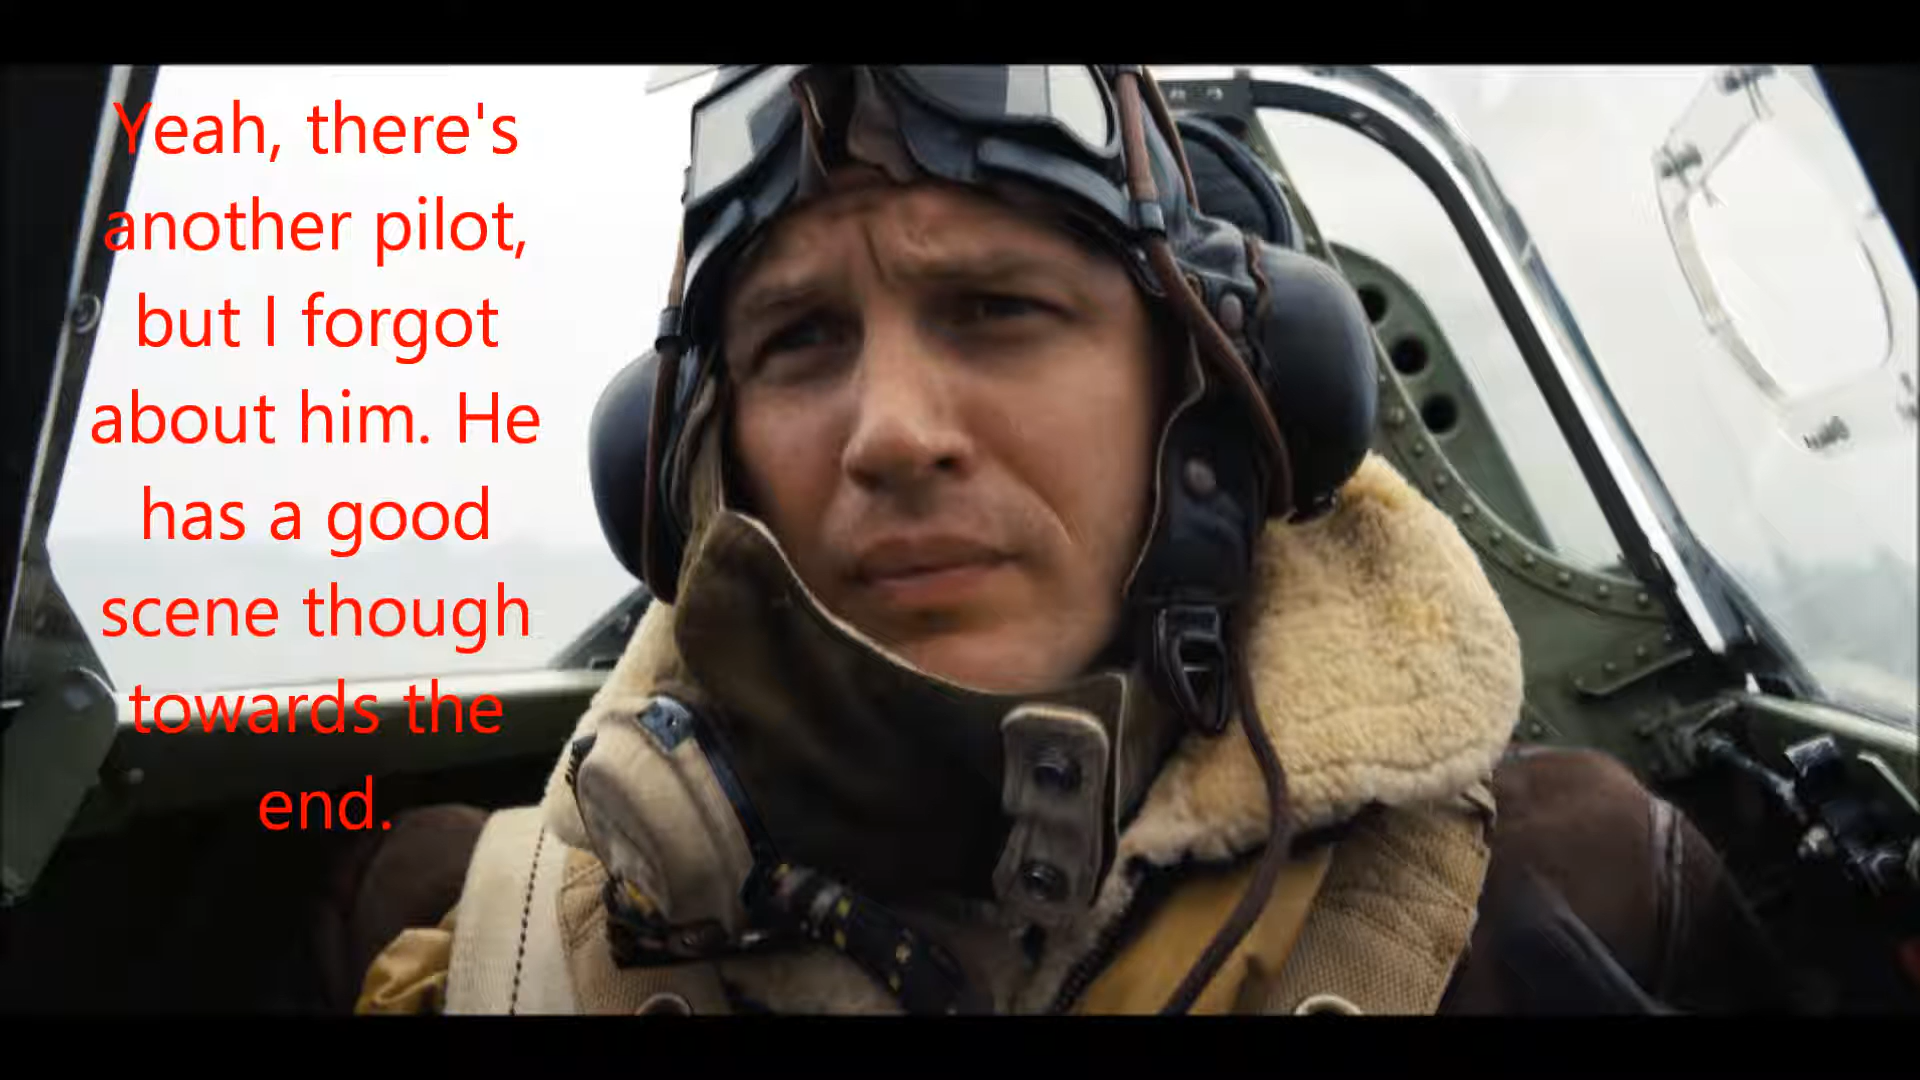 Yeah, there's
another pilot,
but I forgot
about him. He
has a good
scene though
towards the
end.